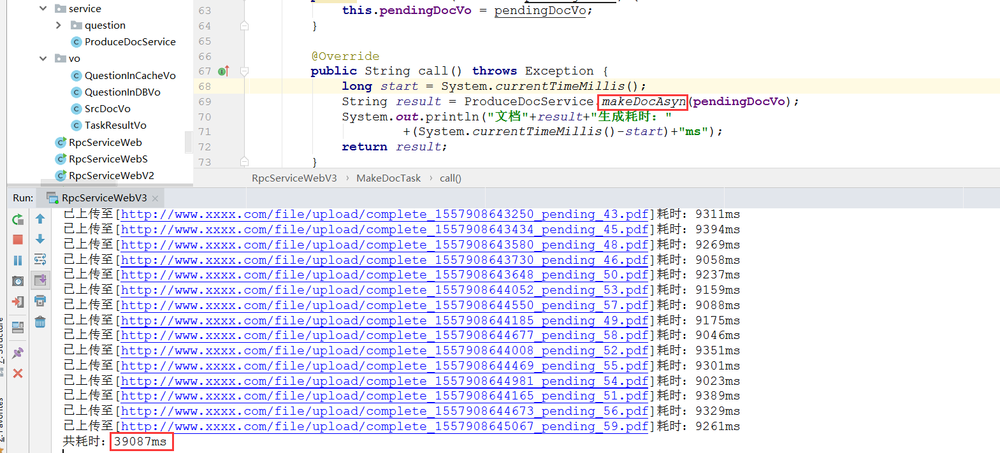 service
question
ProduceDocService
vo
QuestionInCacheVo
QuestionInDBVo
SrcDocVo
TaskResultVo
RpcServiceWeb
RpcServiceWebS
RpcServiceWebV2
63 this.pendingDocVo = pendingDocVo;
64 }
65
66 @Override
67 public String call() throws Exception {
68 long start = System.currentTimeMillis();
69 String result = ProduceDocService.makeDocAsyn(pendingDocVo);
70 System.out.println("文档"+result+"生成耗时："
71 +(System.currentTimeMillis()-start)+"ms");
72 return result;
73 }
RpcServiceWebV3 › MakeDocTask › call()
Run: RpcServiceWebV3
已上传至[http://www.xxxx.com/file/upload/complete_1557908643250_pending_43.pdf]耗时：9311ms
已上传至[http://www.xxxx.com/file/upload/complete_1557908643434_pending_45.pdf]耗时：9394ms
已上传至[http://www.xxxx.com/file/upload/complete_1557908643580_pending_48.pdf]耗时：9269ms
已上传至[http://www.xxxx.com/file/upload/complete_1557908643730_pending_46.pdf]耗时：9058ms
已上传至[http://www.xxxx.com/file/upload/complete_1557908643648_pending_50.pdf]耗时：9237ms
已上传至[http://www.xxxx.com/file/upload/complete_1557908644052_pending_53.pdf]耗时：9159ms
已上传至[http://www.xxxx.com/file/upload/complete_1557908644550_pending_57.pdf]耗时：9088ms
已上传至[http://www.xxxx.com/file/upload/complete_1557908644185_pending_49.pdf]耗时：9175ms
已上传至[http://www.xxxx.com/file/upload/complete_1557908644677_pending_58.pdf]耗时：9046ms
已上传至[http://www.xxxx.com/file/upload/complete_1557908644008_pending_52.pdf]耗时：9351ms
已上传至[http://www.xxxx.com/file/upload/complete_1557908644469_pending_55.pdf]耗时：9301ms
已上传至[http://www.xxxx.com/file/upload/complete_1557908644981_pending_54.pdf]耗时：9023ms
已上传至[http://www.xxxx.com/file/upload/complete_1557908644165_pending_51.pdf]耗时：9389ms
已上传至[http://www.xxxx.com/file/upload/complete_1557908644673_pending_56.pdf]耗时：9329ms
已上传至[http://www.xxxx.com/file/upload/complete_1557908645067_pending_59.pdf]耗时：9261ms
共耗时：39087ms